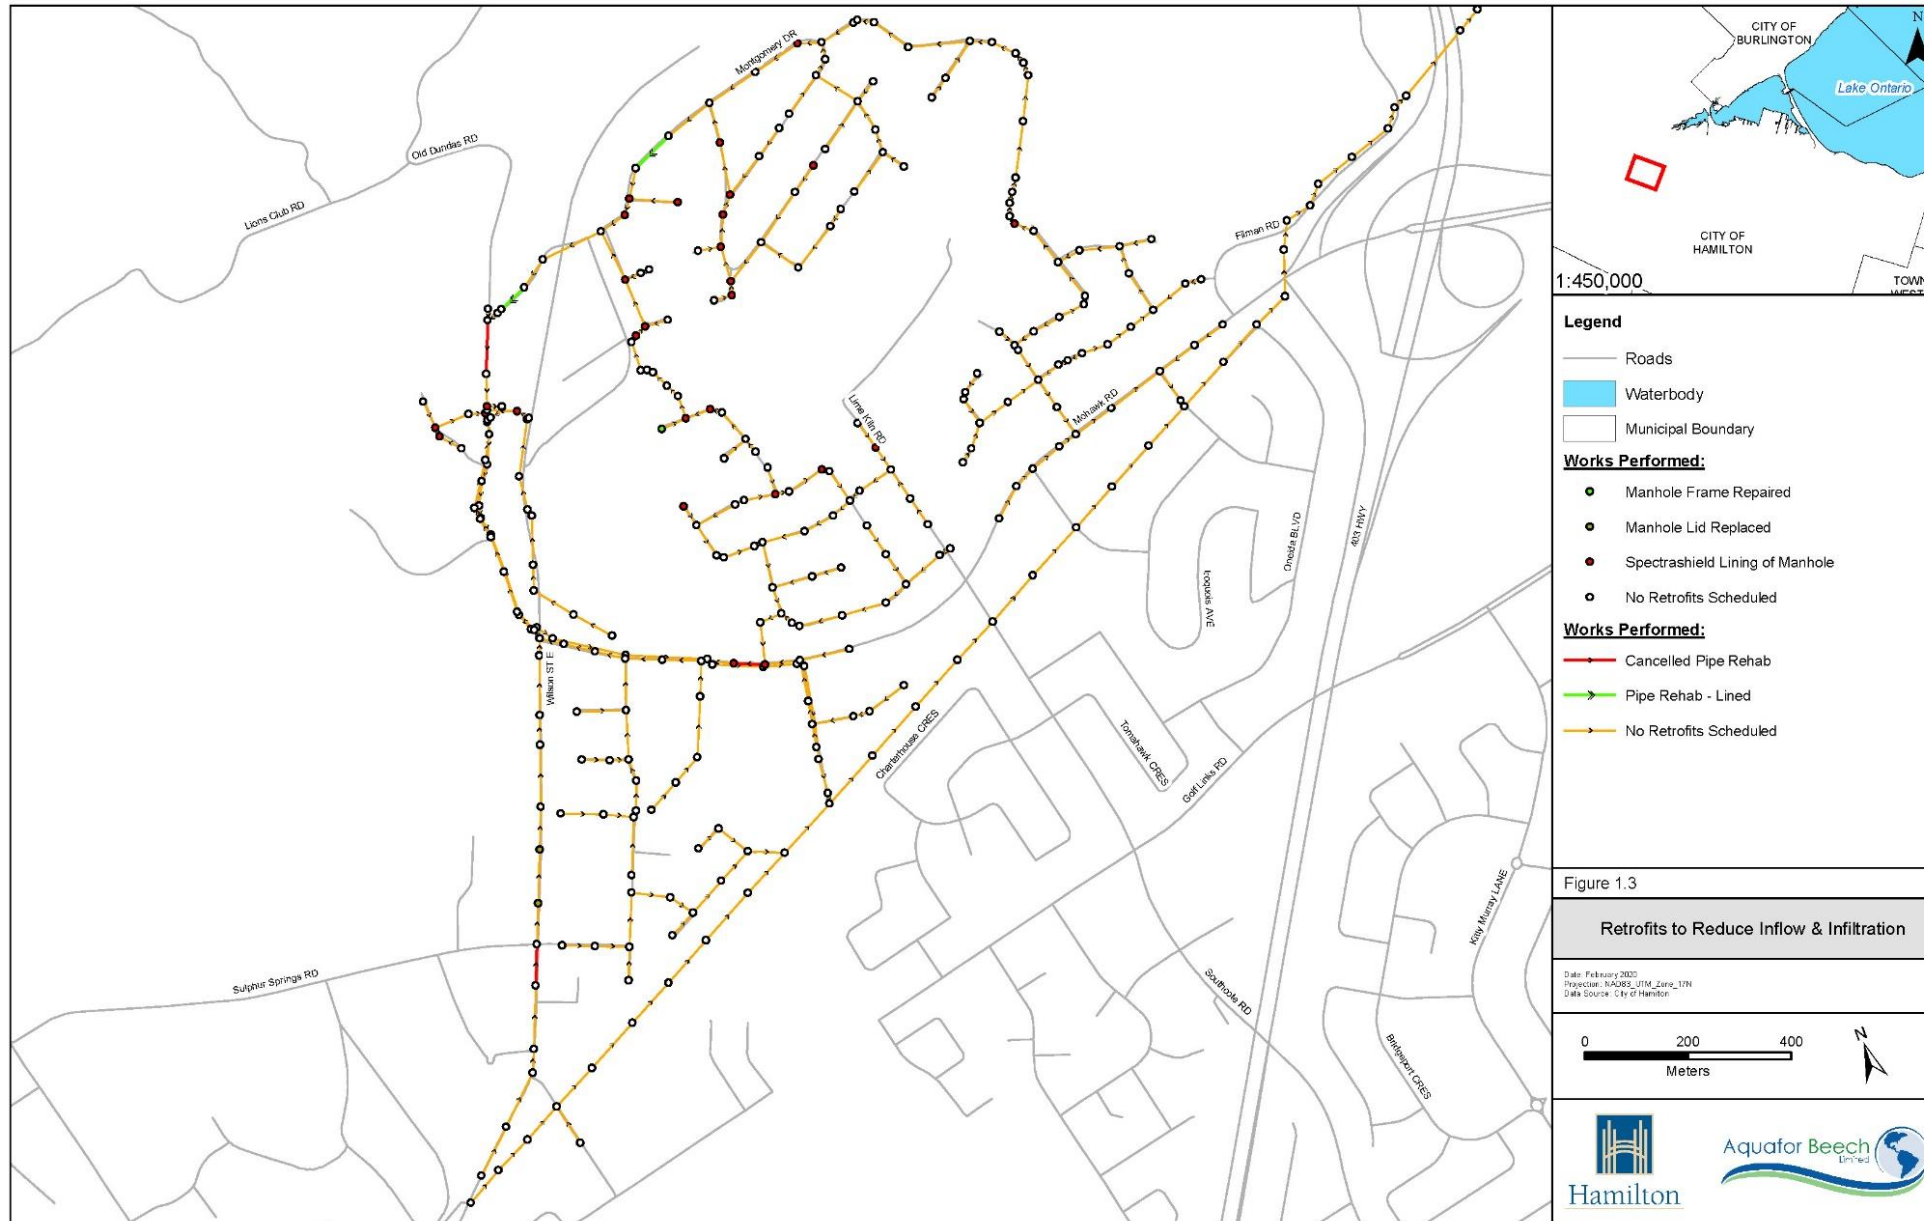 Montgomery DR
Old Dundas RD
Lions Club RD
Filman RD
Lime Kiln RD
Mohawk RD
Oneida BLVD
403 HWY
Iroquois AVE
Wilson ST E
Charterhouse CRES
Tomahawk CRES
Golf Links RD
Kitty Murray LANE
Sulphur Springs RD
Southcote RD
Bridgeport CRES
N
CITY OF
BURLINGTON
Lake Ontario
CITY OF
HAMILTON
TOWN
1:450,000
Legend
Roads
Waterbody
Municipal Boundary
Works Performed:
Manhole Frame Repaired
Manhole Lid Replaced
Spectrashield Lining of Manhole
No Retrofits Scheduled
Works Performed:
Cancelled Pipe Rehab
Pipe Rehab - Lined
No Retrofits Scheduled
Figure 1.3
Retrofits to Reduce Inflow & Infiltration
Date: February 2020
Projection: NAD83_UTM_Zone_17N
Data Source: City of Hamilton
0 200 400
Meters
N
Hamilton
Aquafor Beech
Limited